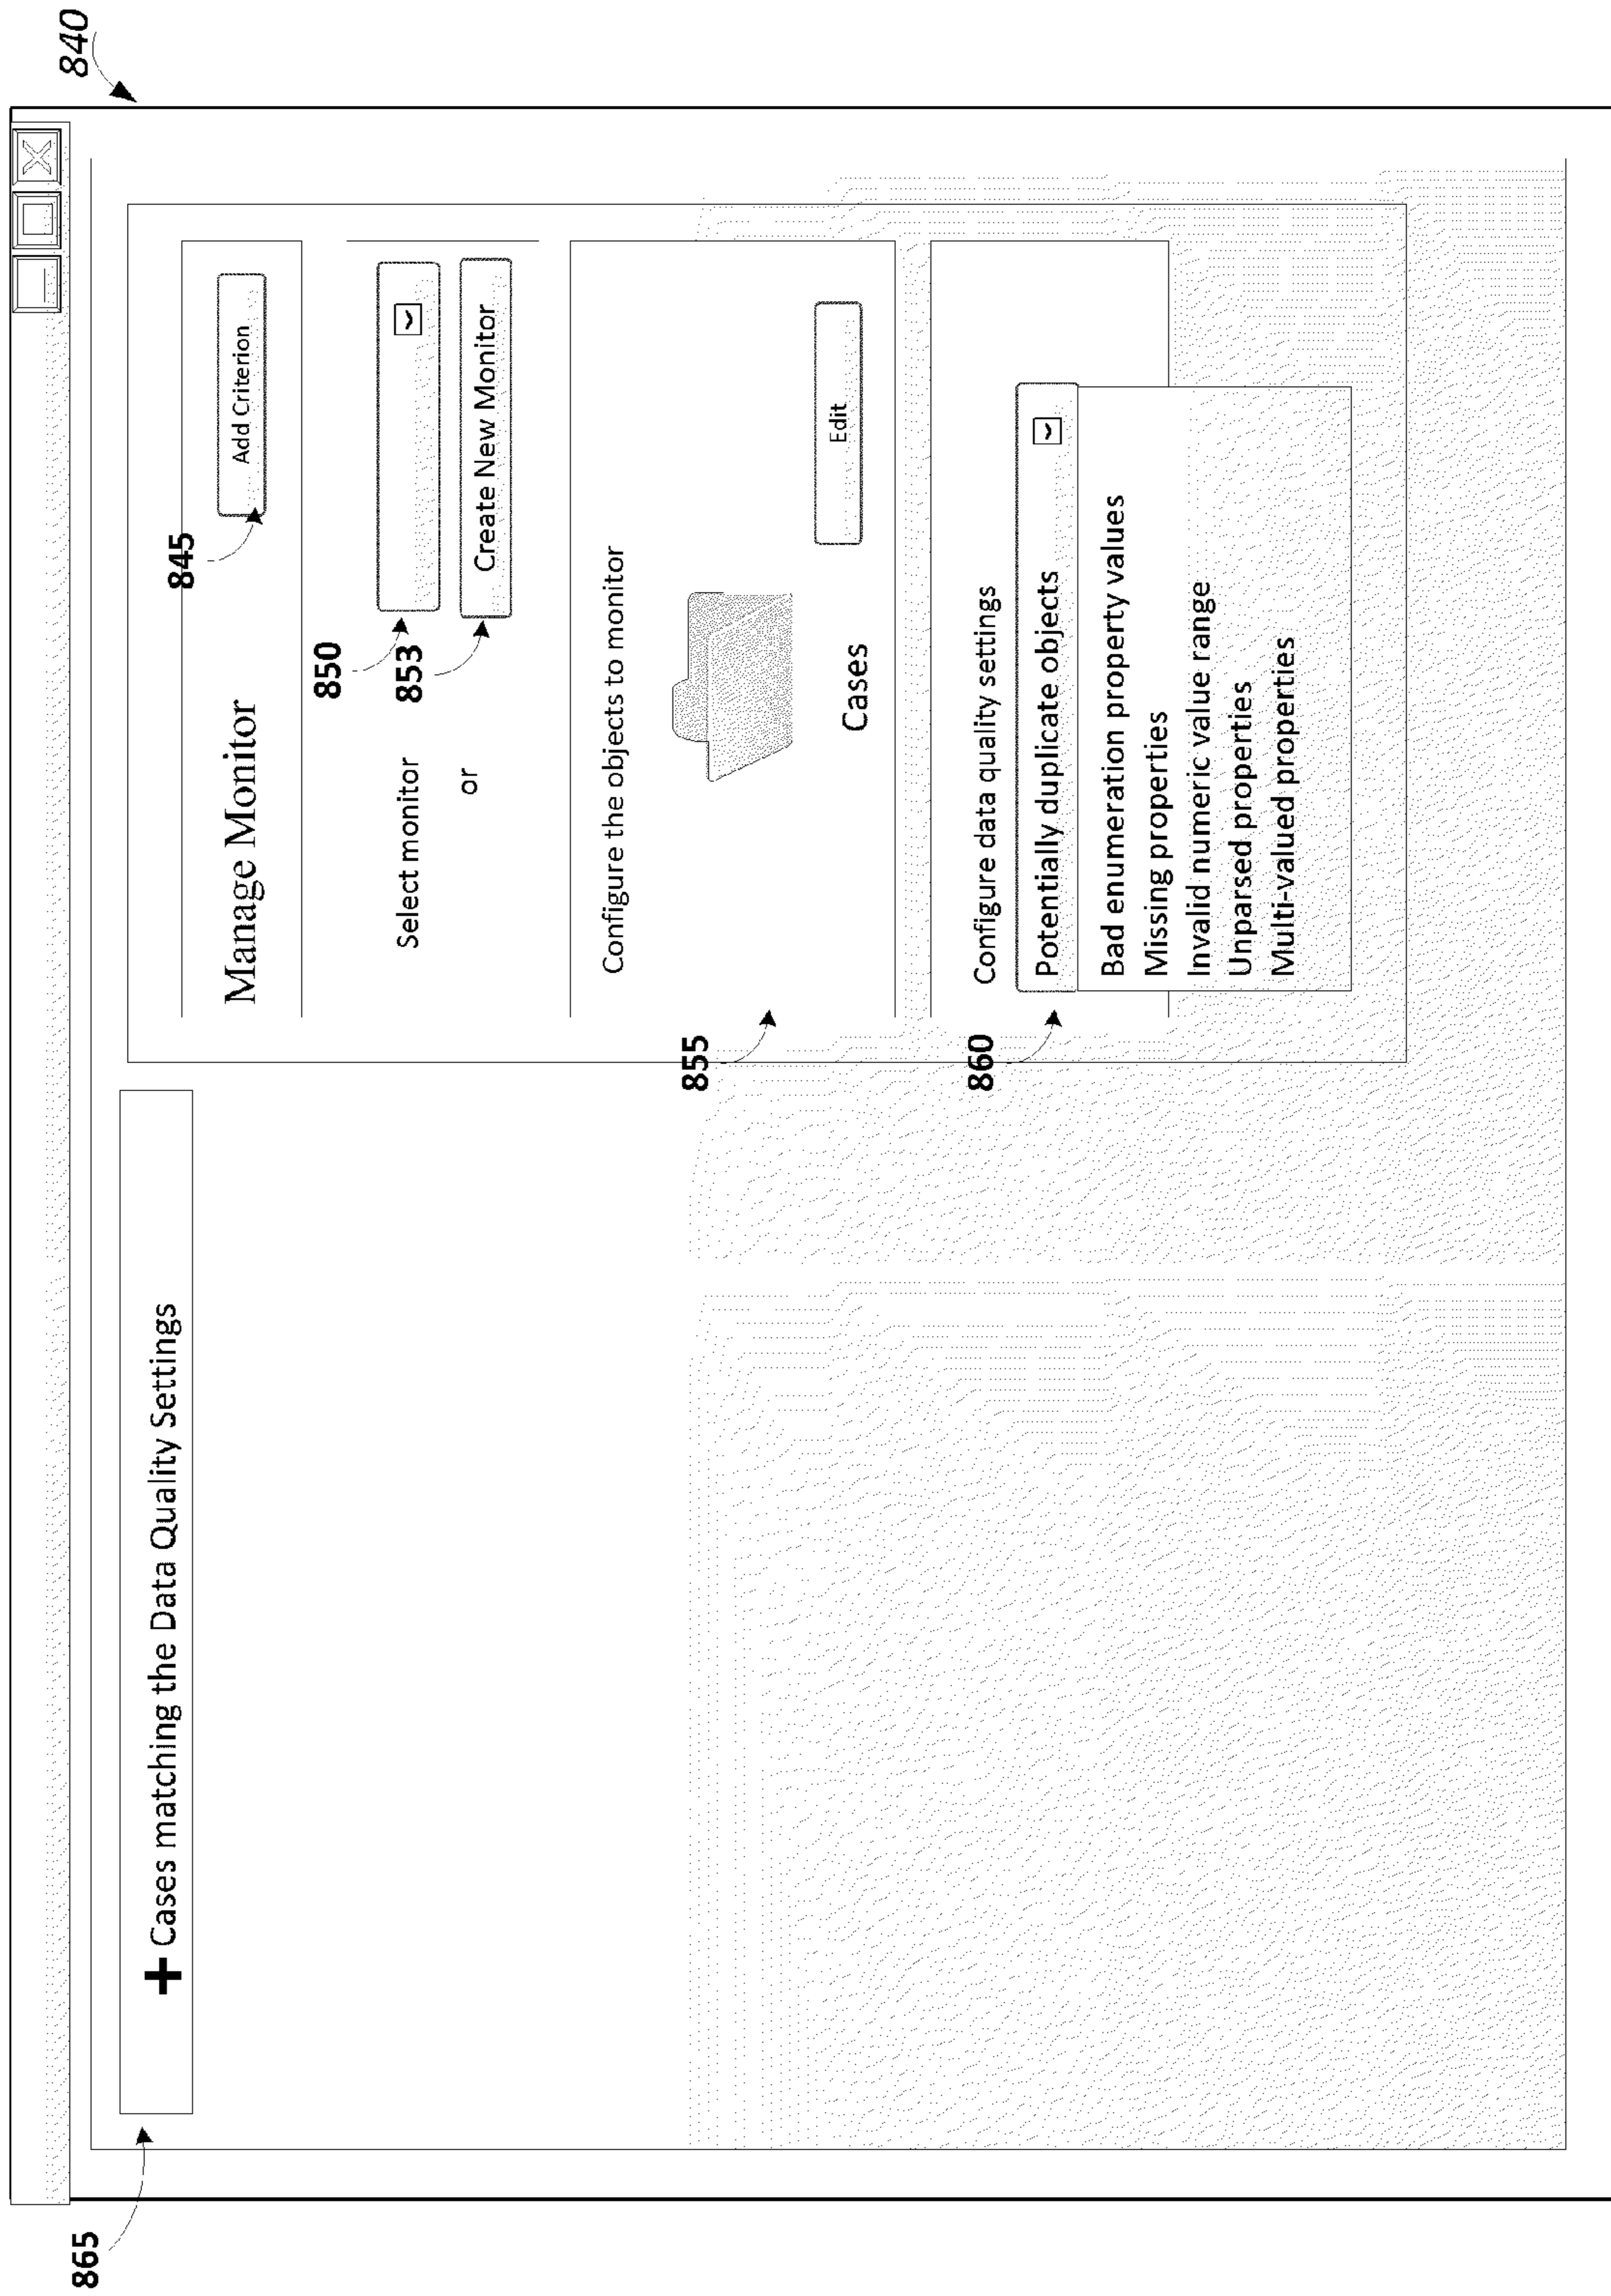 840
865
+ Cases matching the Data Quality Settings
Manage Monitor
845
Add Criterion
Select monitor
850
or
853
Create New Monitor
Configure the objects to monitor
855
Cases
Edit
Configure data quality settings
860
Potentially duplicate objects
Bad enumeration property values
Missing properties
Invalid numeric value range
Unparsed properties
Multi-valued properties